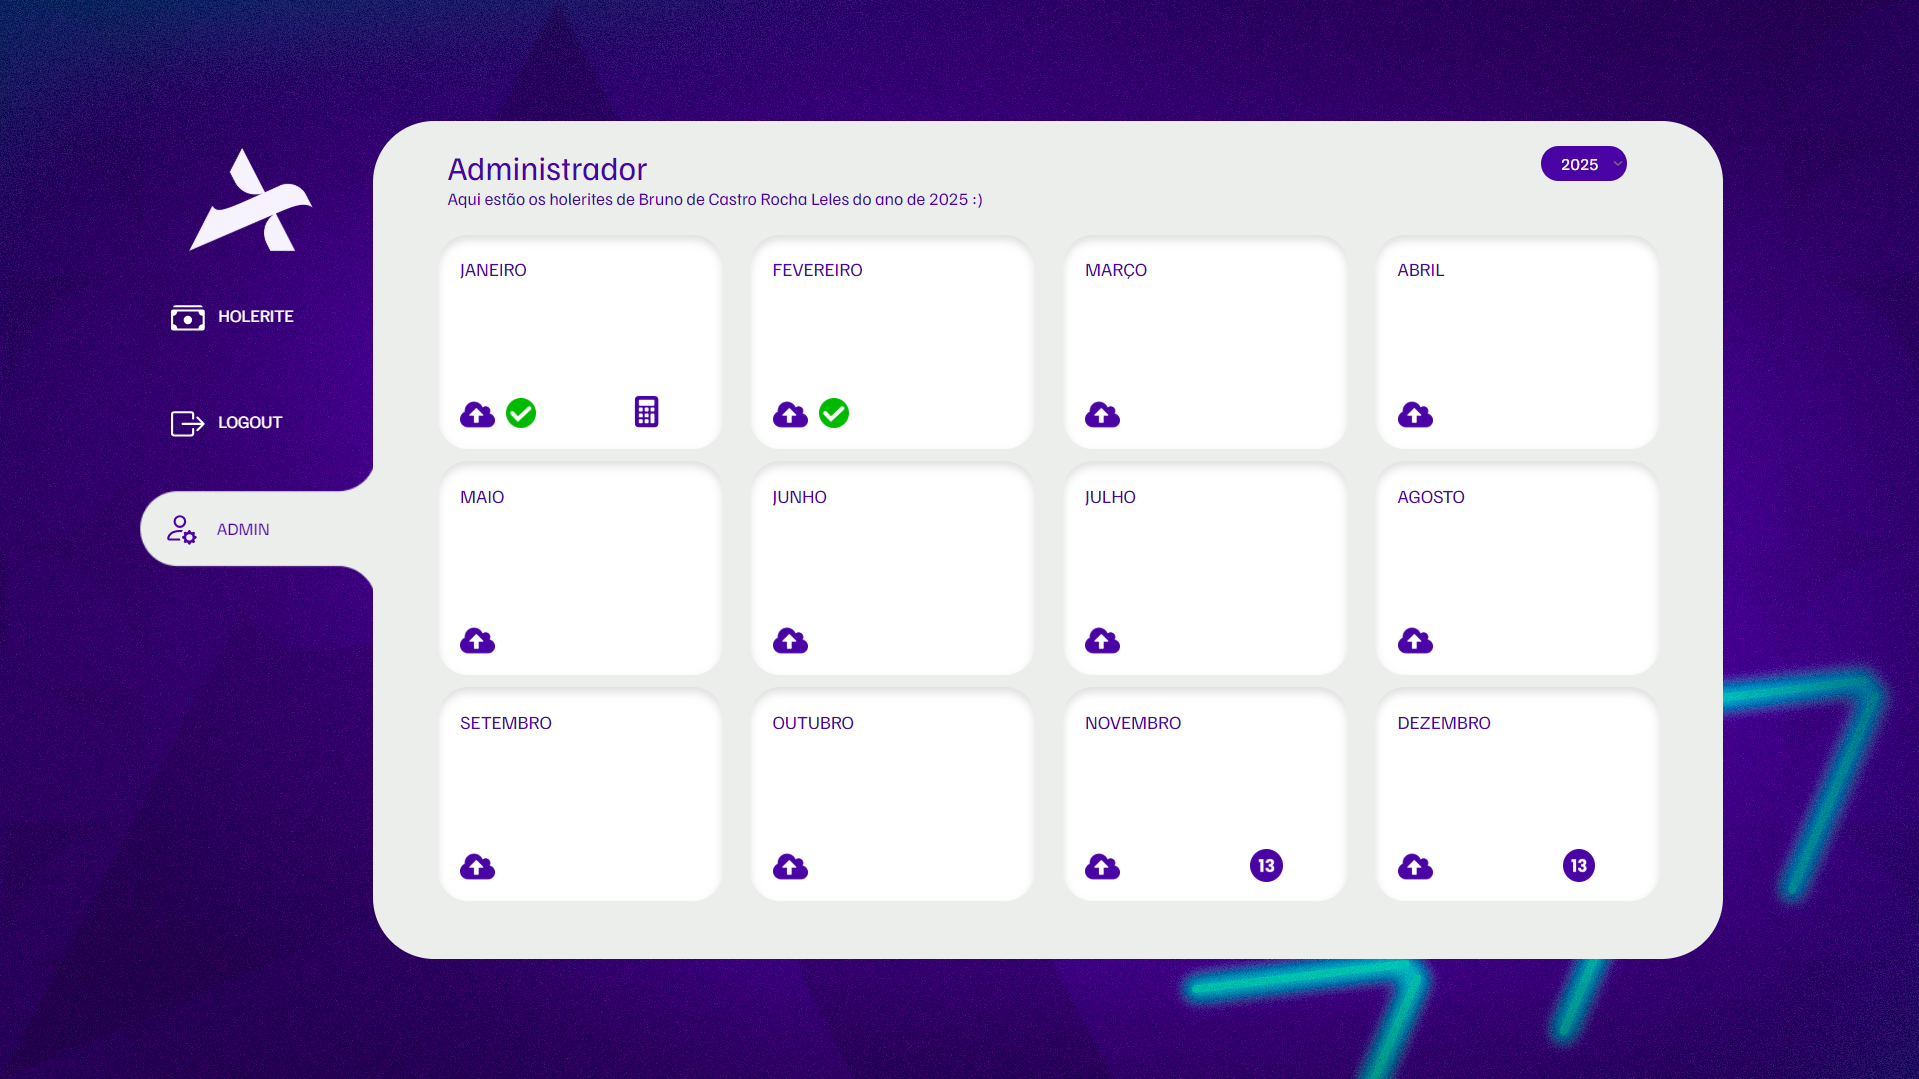 HOLERITE
LOGOUT
ADMIN
Administrador
2025
Aqui estão os holerites de Bruno de Castro Rocha Leles do ano de 2025 :)
JANEIRO
FEVEREIRO
MARÇO
ABRIL
MAIO
JUNHO
JULHO
AGOSTO
SETEMBRO
OUTUBRO
NOVEMBRO
DEZEMBRO
13
13